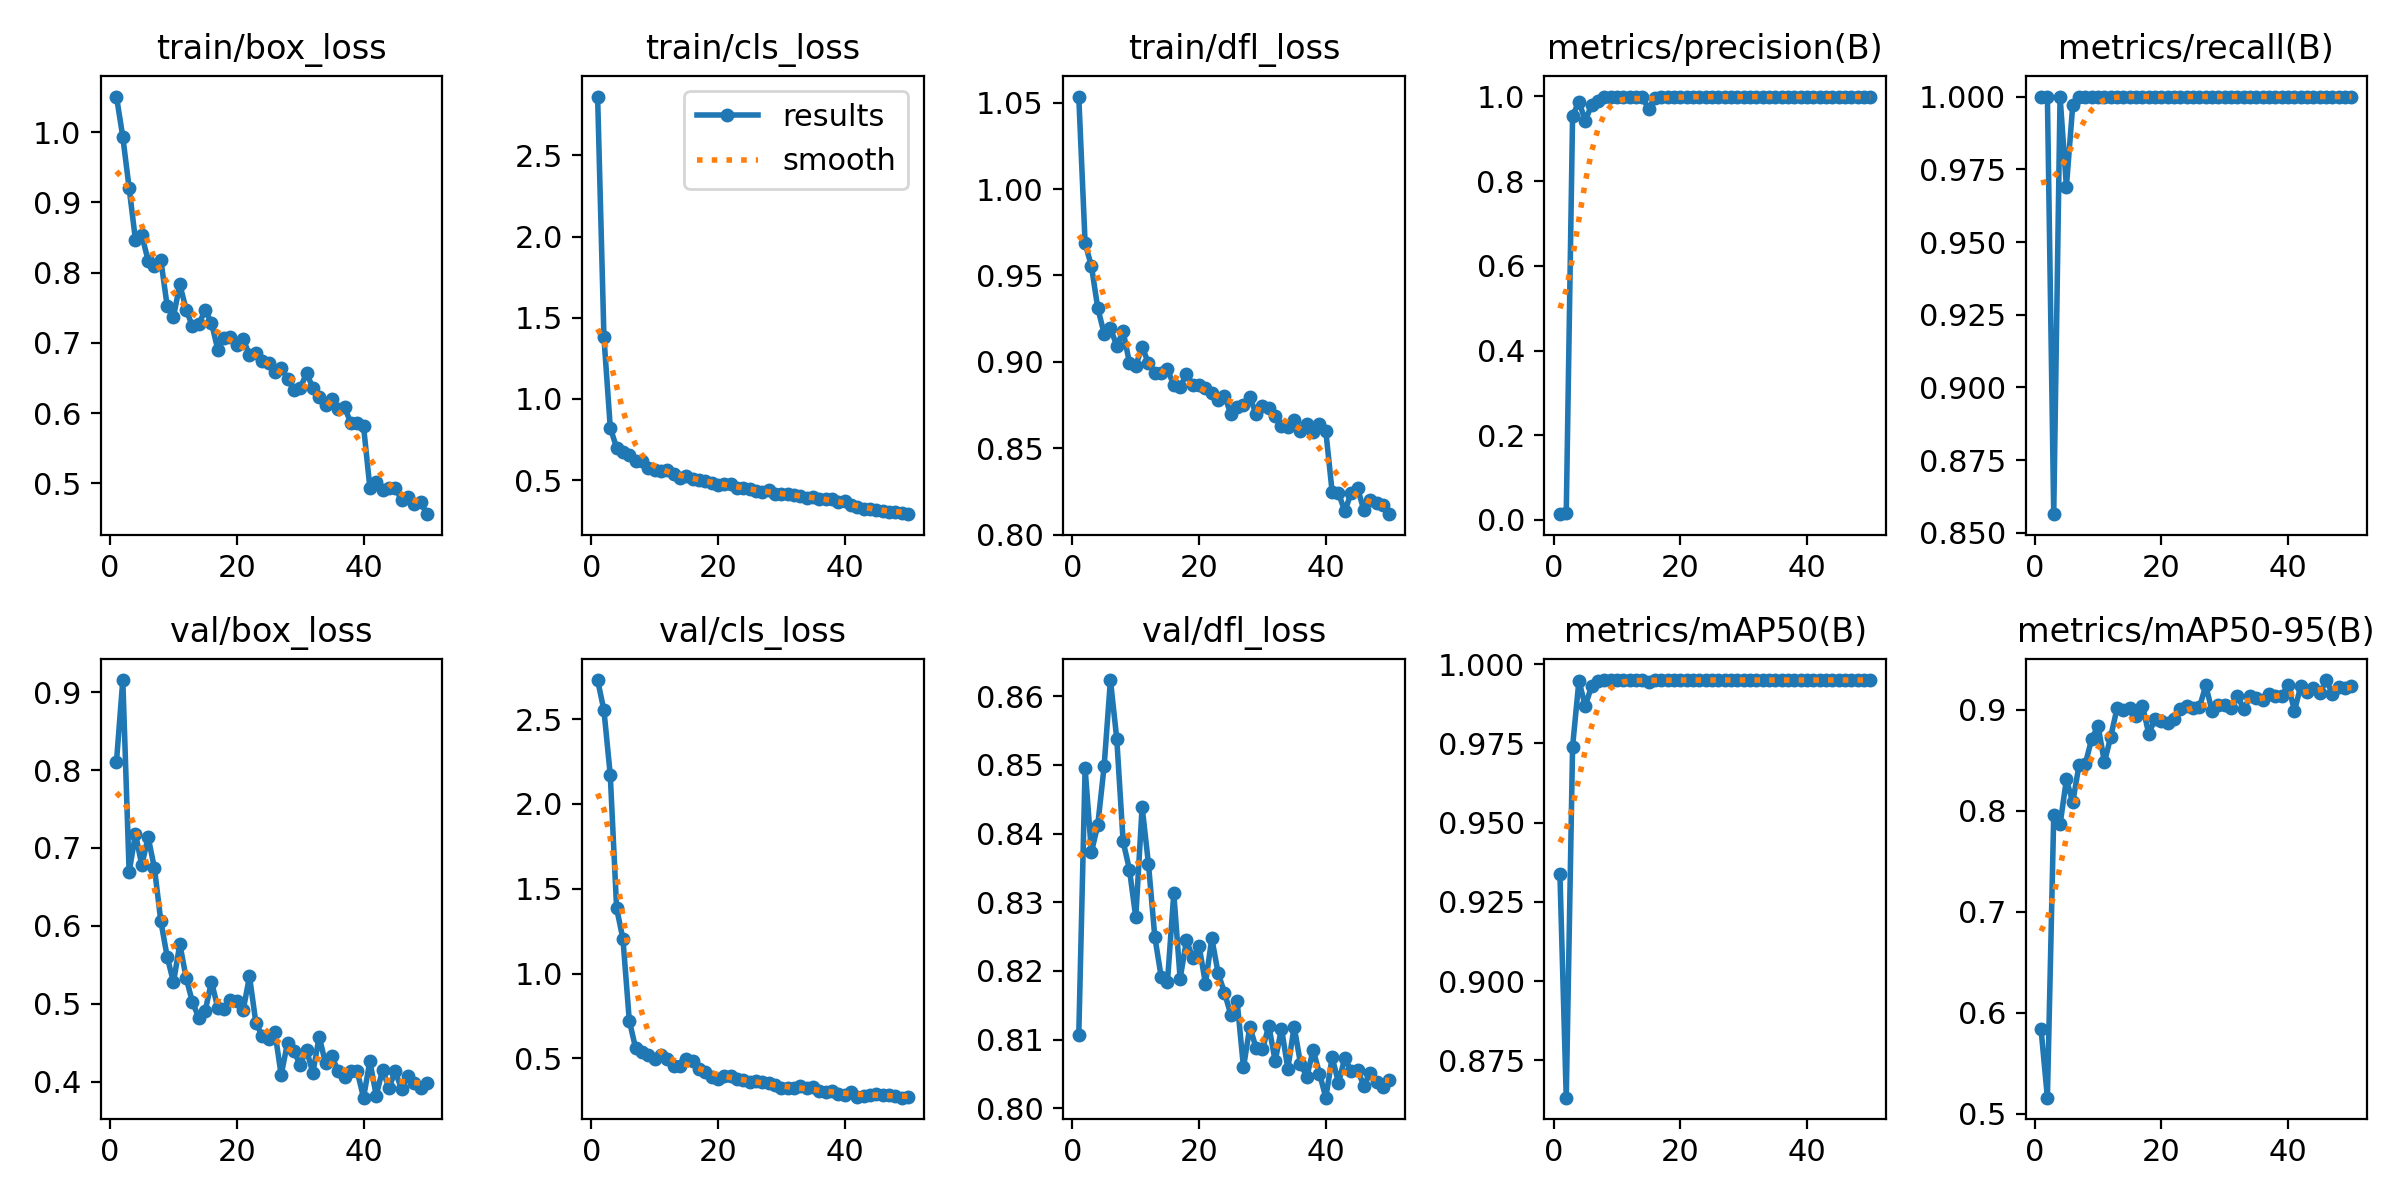 train/box_loss
1.0
0.9
0.8
0.7
0.6
0.5
0 20 40
train/cls_loss
results
smooth
2.5
2.0
1.5
1.0
0.5
0 20 40
train/dfl_loss
1.05
1.00
0.95
0.90
0.85
0.80
0 20 40
metrics/precision(B)
1.0
0.8
0.6
0.4
0.2
0.0
0 20 40
metrics/recall(B)
1.000
0.975
0.950
0.925
0.900
0.875
0.850
0 20 40
val/box_loss
0.9
0.8
0.7
0.6
0.5
0.4
0 20 40
val/cls_loss
2.5
2.0
1.5
1.0
0.5
0 20 40
val/dfl_loss
0.86
0.85
0.84
0.83
0.82
0.81
0.80
0 20 40
metrics/mAP50(B)
1.000
0.975
0.950
0.925
0.900
0.875
0 20 40
metrics/mAP50-95(B)
0.9
0.8
0.7
0.6
0.5
0 20 40